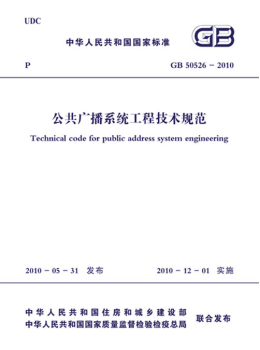 UDC
中华人民共和国国家标准
GB
P
GB 50526－2010
公共广播系统工程技术规范
Technical code for public address system engineering
2010－05－31 发布
2010－12－01 实施
中华人民共和国住房和城乡建设部
中华人民共和国国家质量监督检验检疫总局
联合发布